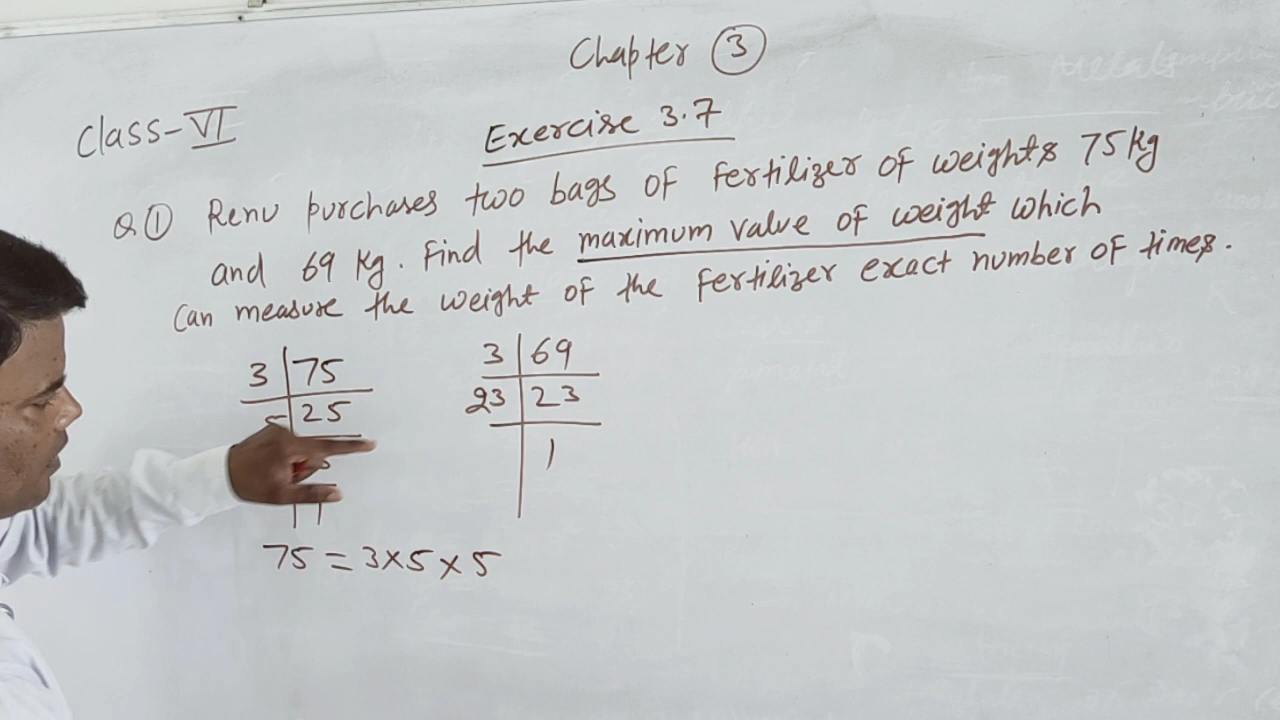 Chapter 3
Class-VI
Exercise 3.7
Q.1 Renu purchases two bags of fertilizer of weights 75 kg
and 69 kg. Find the maximum value of weight which
can measure the weight of the fertilizer exact number of times.
3 | 75
25
1
3 | 69
23 | 23
1
75 = 3 × 5 × 5